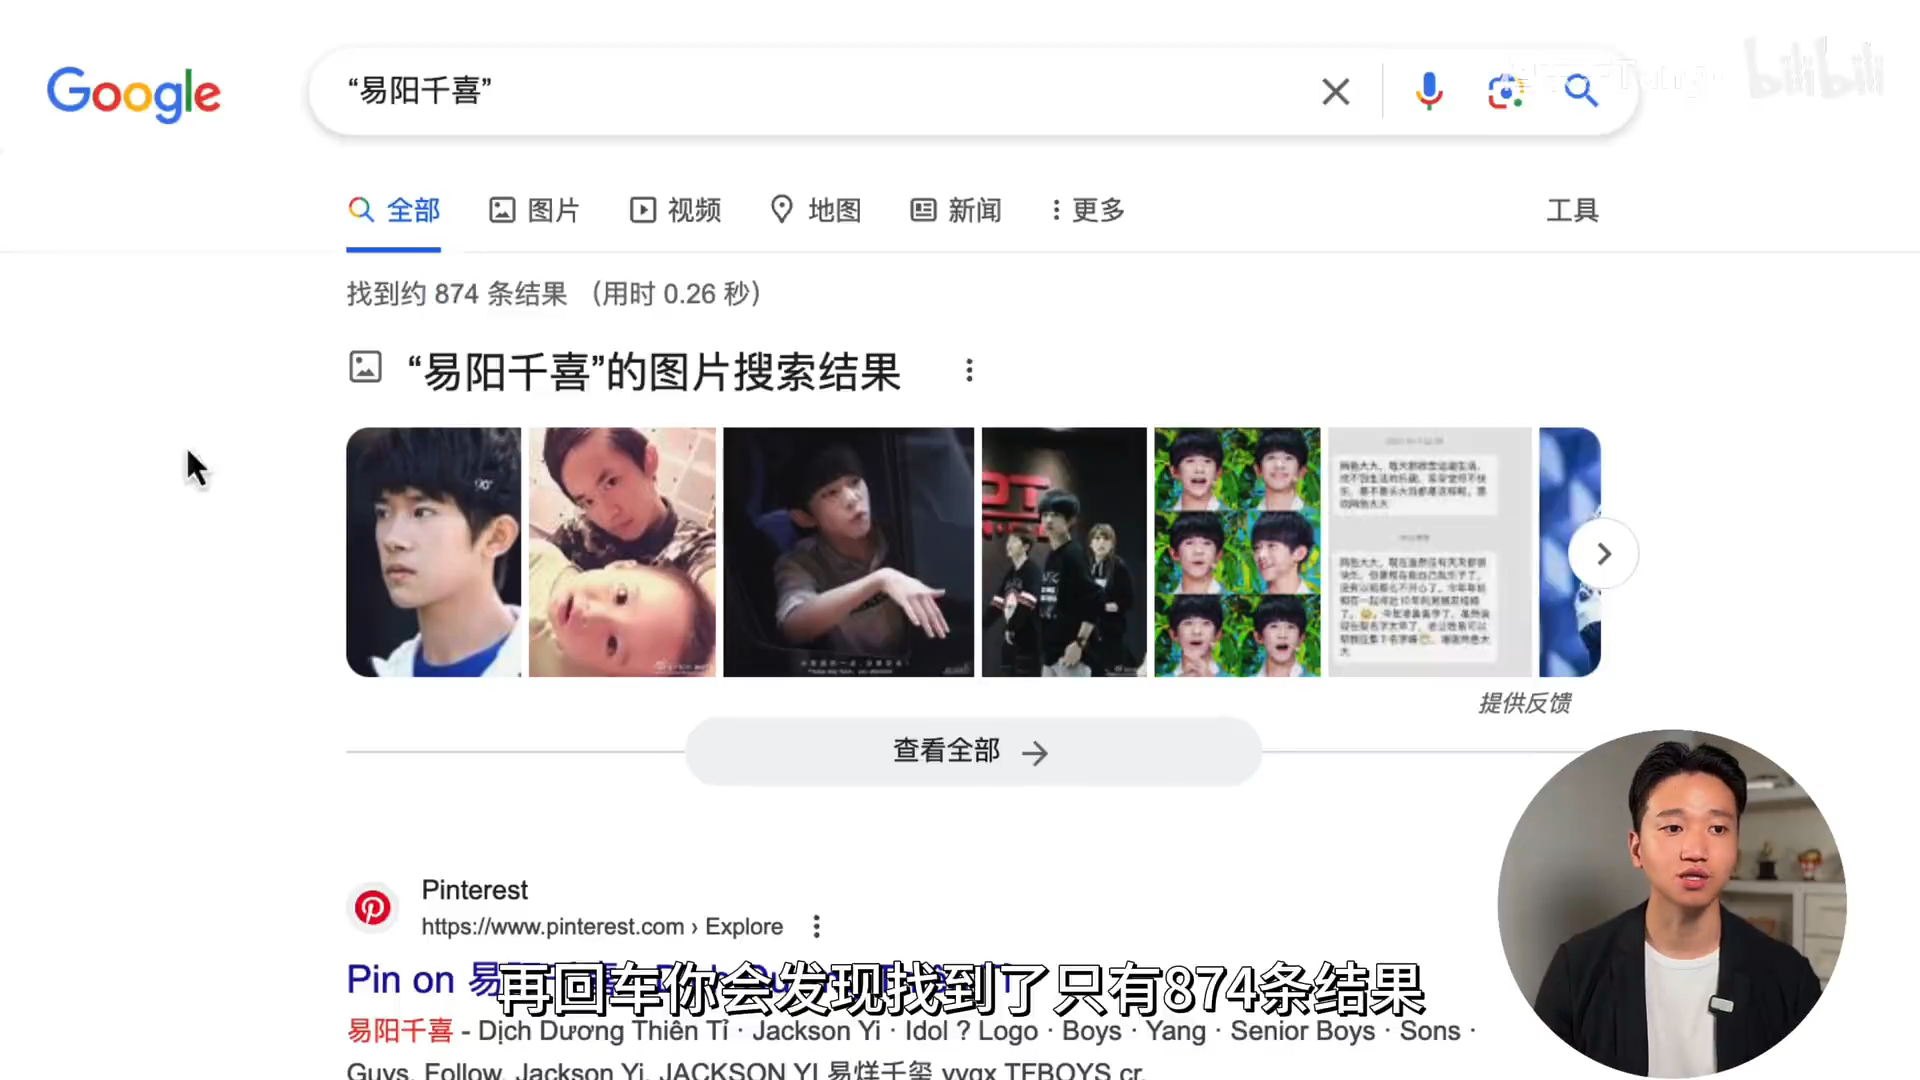 Google
“易阳千喜”
bilibili
全部
图片
视频
地图
新闻
更多
工具
找到约 874 条结果 （用时 0.26 秒）
“易阳千喜”的图片搜索结果
提供反馈
查看全部
Pinterest
https://www.pinterest.com › Explore
Pin on 易
再回车你会发现找到了只有874条结果
易阳千喜 - Dịch Dương Thiên Tỉ · Jackson Yi · Idol ? Logo · Boys · Yang · Senior Boys · Sons ·
Guys. Follow. Jackson Yi. JACKSON YI 易烊千玺 yyqx TFBOYS cr.